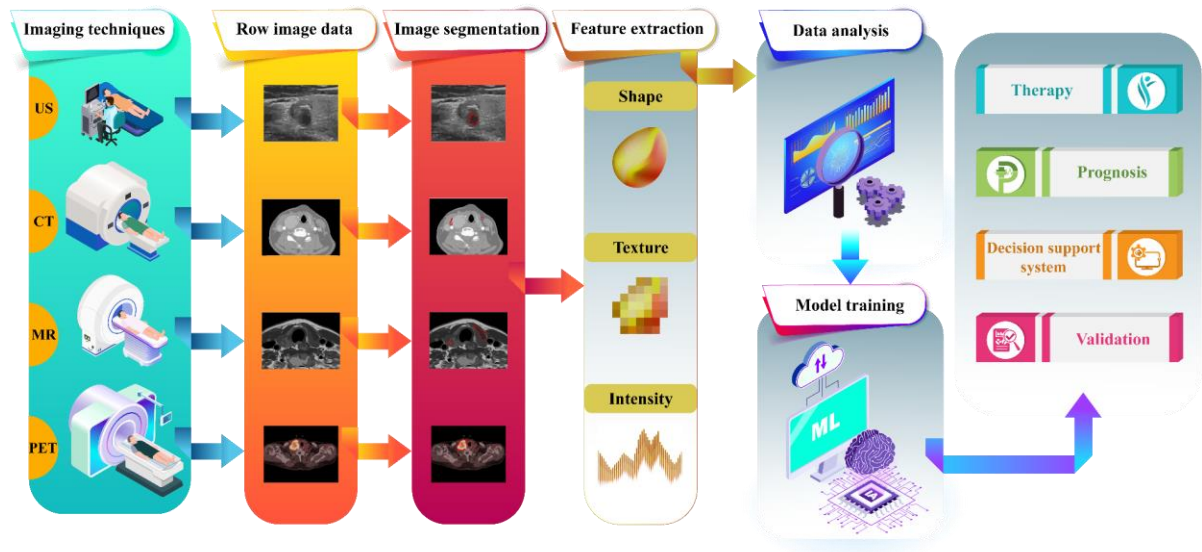 Imaging techniques
Row image data
Image segmentation
Feature extraction
Data analysis
US
CT
MR
PET
Shape
Texture
Intensity
Model training
ML
Therapy
Prognosis
Decision support
system
Validation